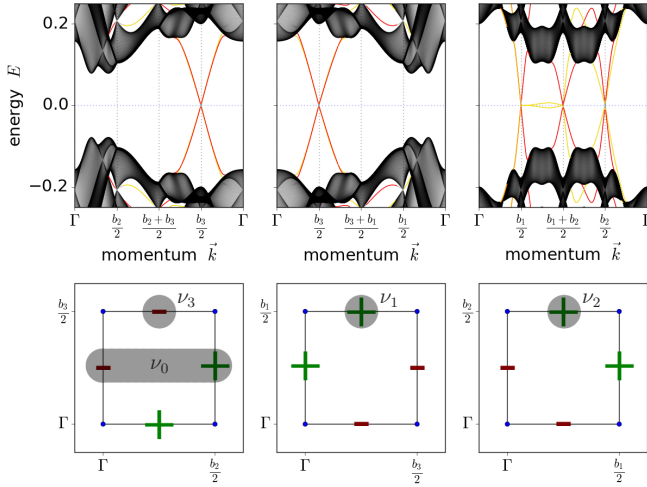 energy E
0.2
0.0
−0.2
Γ b₂/2 (b₂+b₃)/2 b₃/2 Γ
Γ b₃/2 (b₃+b₁)/2 b₁/2 Γ
Γ b₁/2 (b₁+b₂)/2 b₂/2 Γ
momentum k⃗
momentum k⃗
momentum k⃗
b₃/2
ν₃
ν₀
Γ
Γ b₂/2
b₁/2
ν₁
Γ
Γ b₃/2
b₂/2
ν₂
Γ
Γ b₁/2